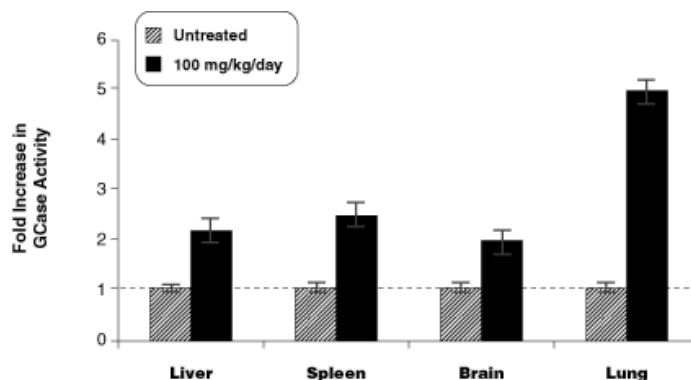 Untreated
100 mg/kg/day
Fold Increase in
GCase Activity
6
5
4
3
2
1
0
Liver Spleen Brain Lung